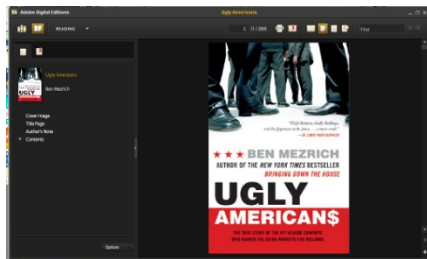 Adobe Digital Editions
Ugly Americans
READING
Find
Ugly Americans
Ben Mezrich
Cover Image
Title Page
Author's Note
Contents
Options
BEN MEZRICH
AUTHOR OF THE NEW YORK TIMES BESTSELLER
BRINGING DOWN THE HOUSE
UGLY
AMERICAN$
THE TRUE STORY OF THE IVY LEAGUE COWBOYS
WHO RAIDED THE ASIAN MARKETS FOR MILLIONS